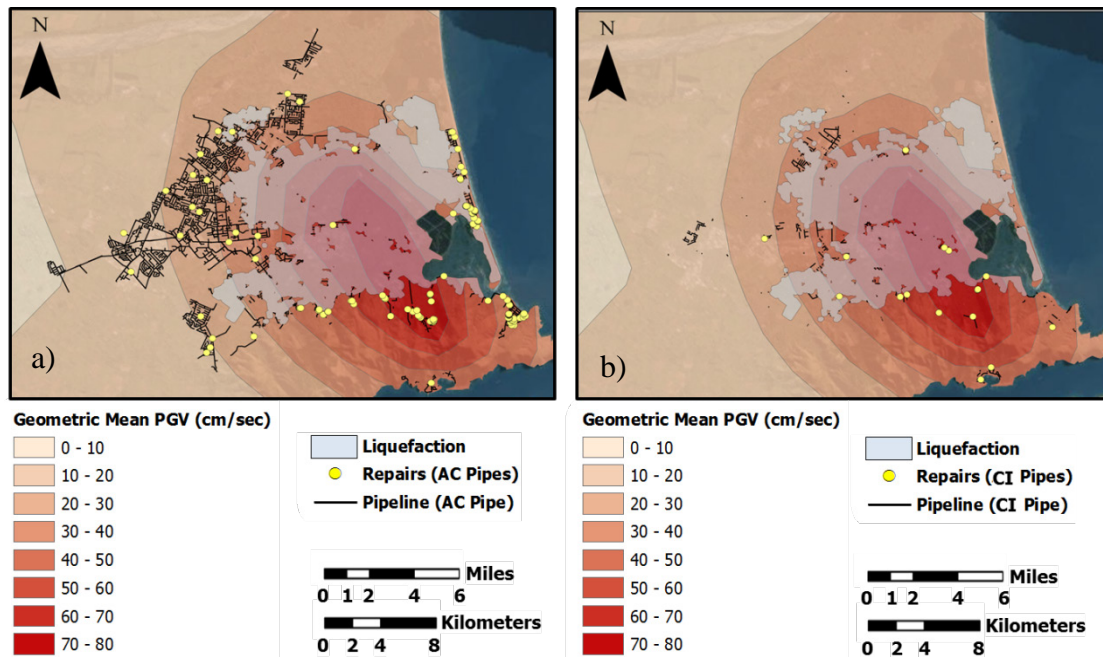 N
a)
Geometric Mean PGV (cm/sec)
0 - 10
10 - 20
20 - 30
30 - 40
40 - 50
50 - 60
60 - 70
70 - 80
Liquefaction
Repairs (AC Pipes)
Pipeline (AC Pipe)
Miles
0 1 2 4 6
Kilometers
0 2 4 8
N
b)
Geometric Mean PGV (cm/sec)
0 - 10
10 - 20
20 - 30
30 - 40
40 - 50
50 - 60
60 - 70
70 - 80
Liquefaction
Repairs (CI Pipes)
Pipeline (CI Pipe)
Miles
0 1 2 4 6
Kilometers
0 2 4 8